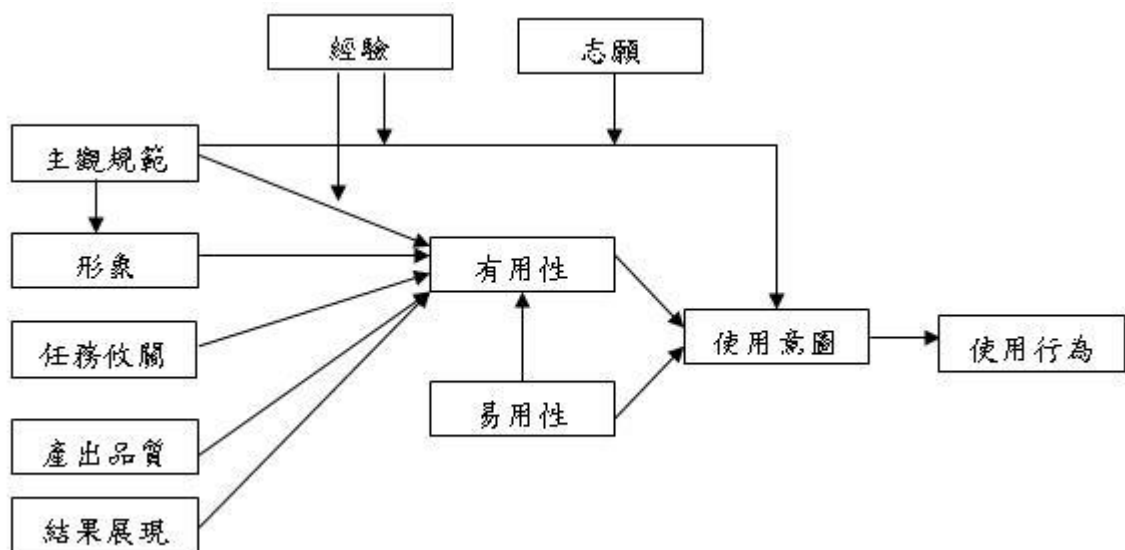 經驗
志願
主觀規範
形象
有用性
任務攸關
使用意圖
使用行為
易用性
產出品質
結果展現